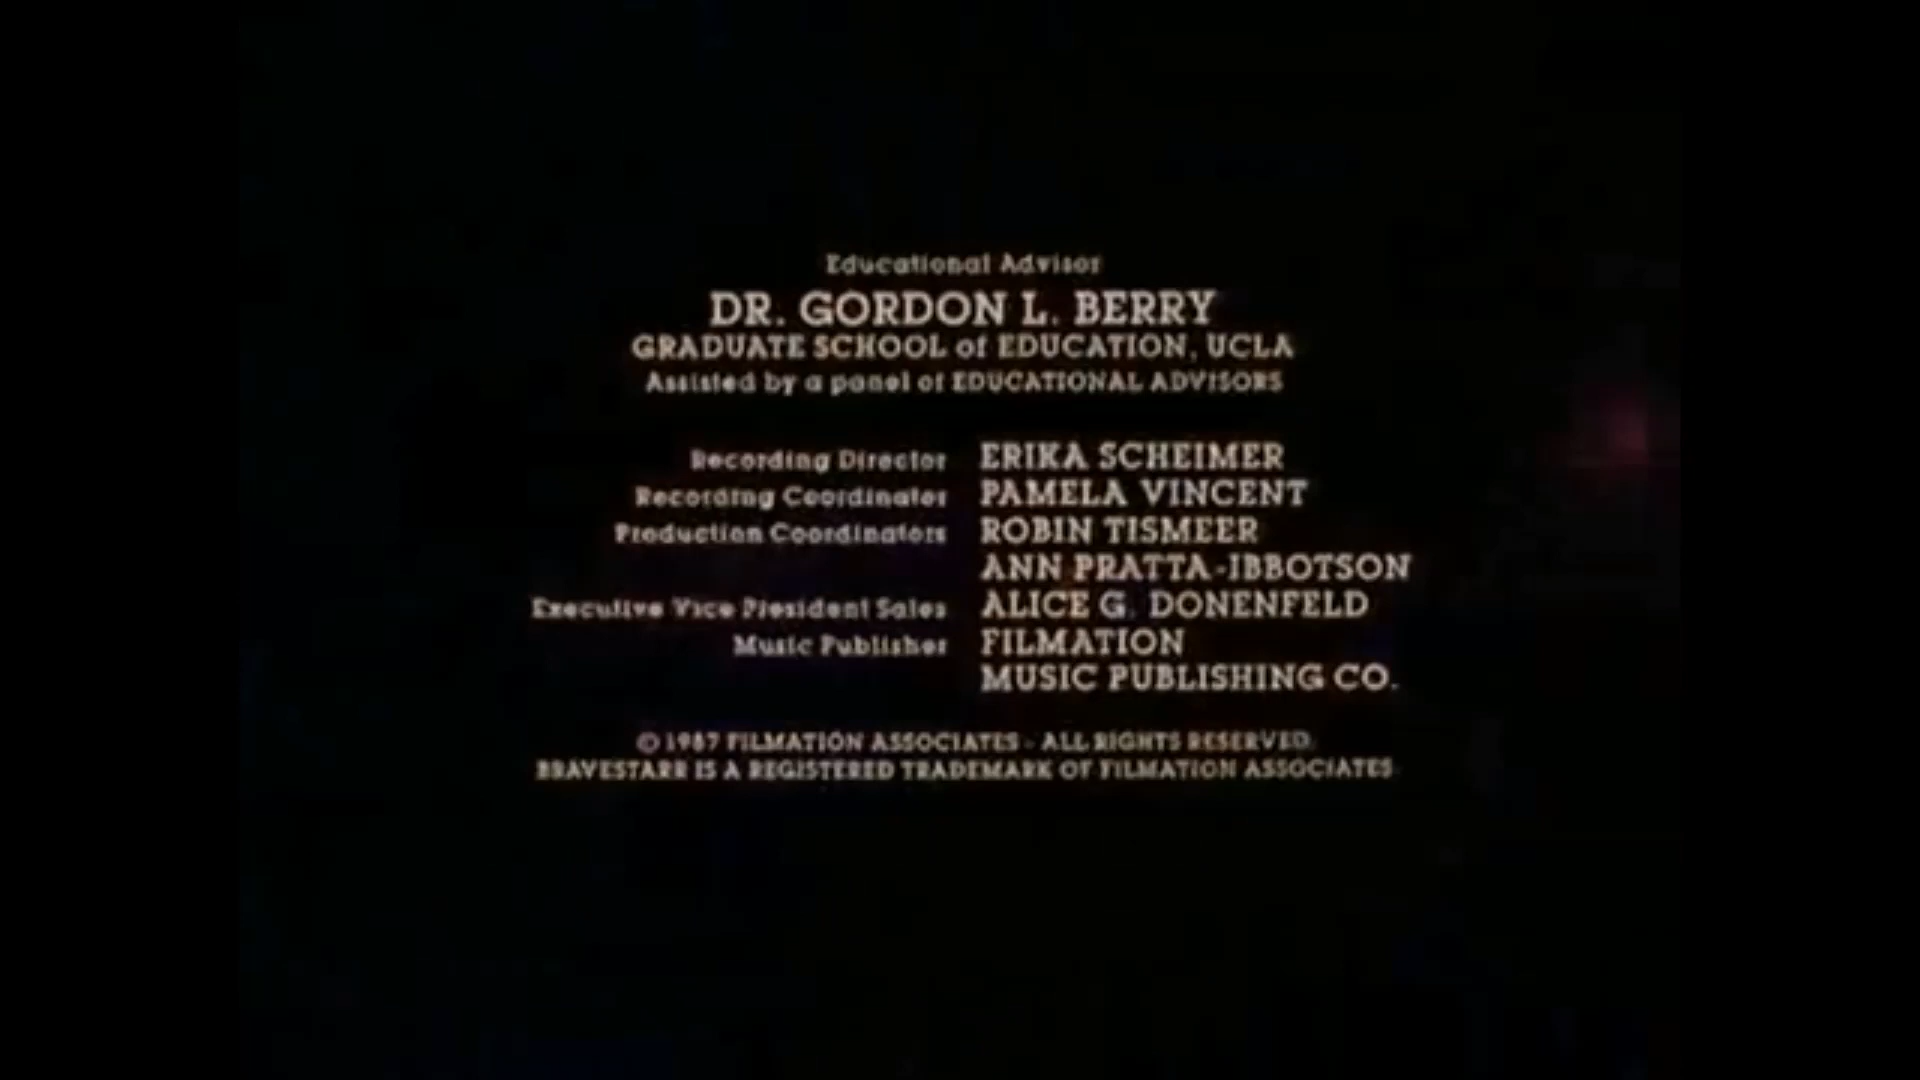 Educational Advisor
DR. GORDON L. BERRY
GRADUATE SCHOOL of EDUCATION, UCLA
Assisted by a panel of EDUCATIONAL ADVISORS
Recording Director ERIKA SCHEIMER
Recording Coordinator PAMELA VINCENT
Production Coordinators ROBIN TISMEER
ANN PRATTA-IBBOTSON
Executive Vice President Sales ALICE G. DONENFELD
Music Publisher FILMATION
MUSIC PUBLISHING CO.
© 1987 FILMATION ASSOCIATES - ALL RIGHTS RESERVED.
BRAVESTARR IS A REGISTERED TRADEMARK OF FILMATION ASSOCIATES